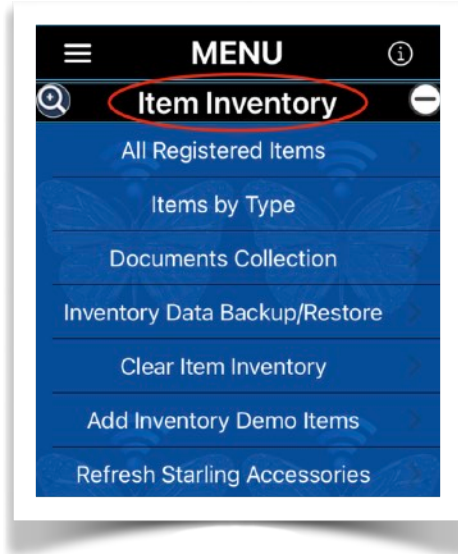 MENU
Item Inventory
All Registered Items
Items by Type
Documents Collection
Inventory Data Backup/Restore
Clear Item Inventory
Add Inventory Demo Items
Refresh Starling Accessories